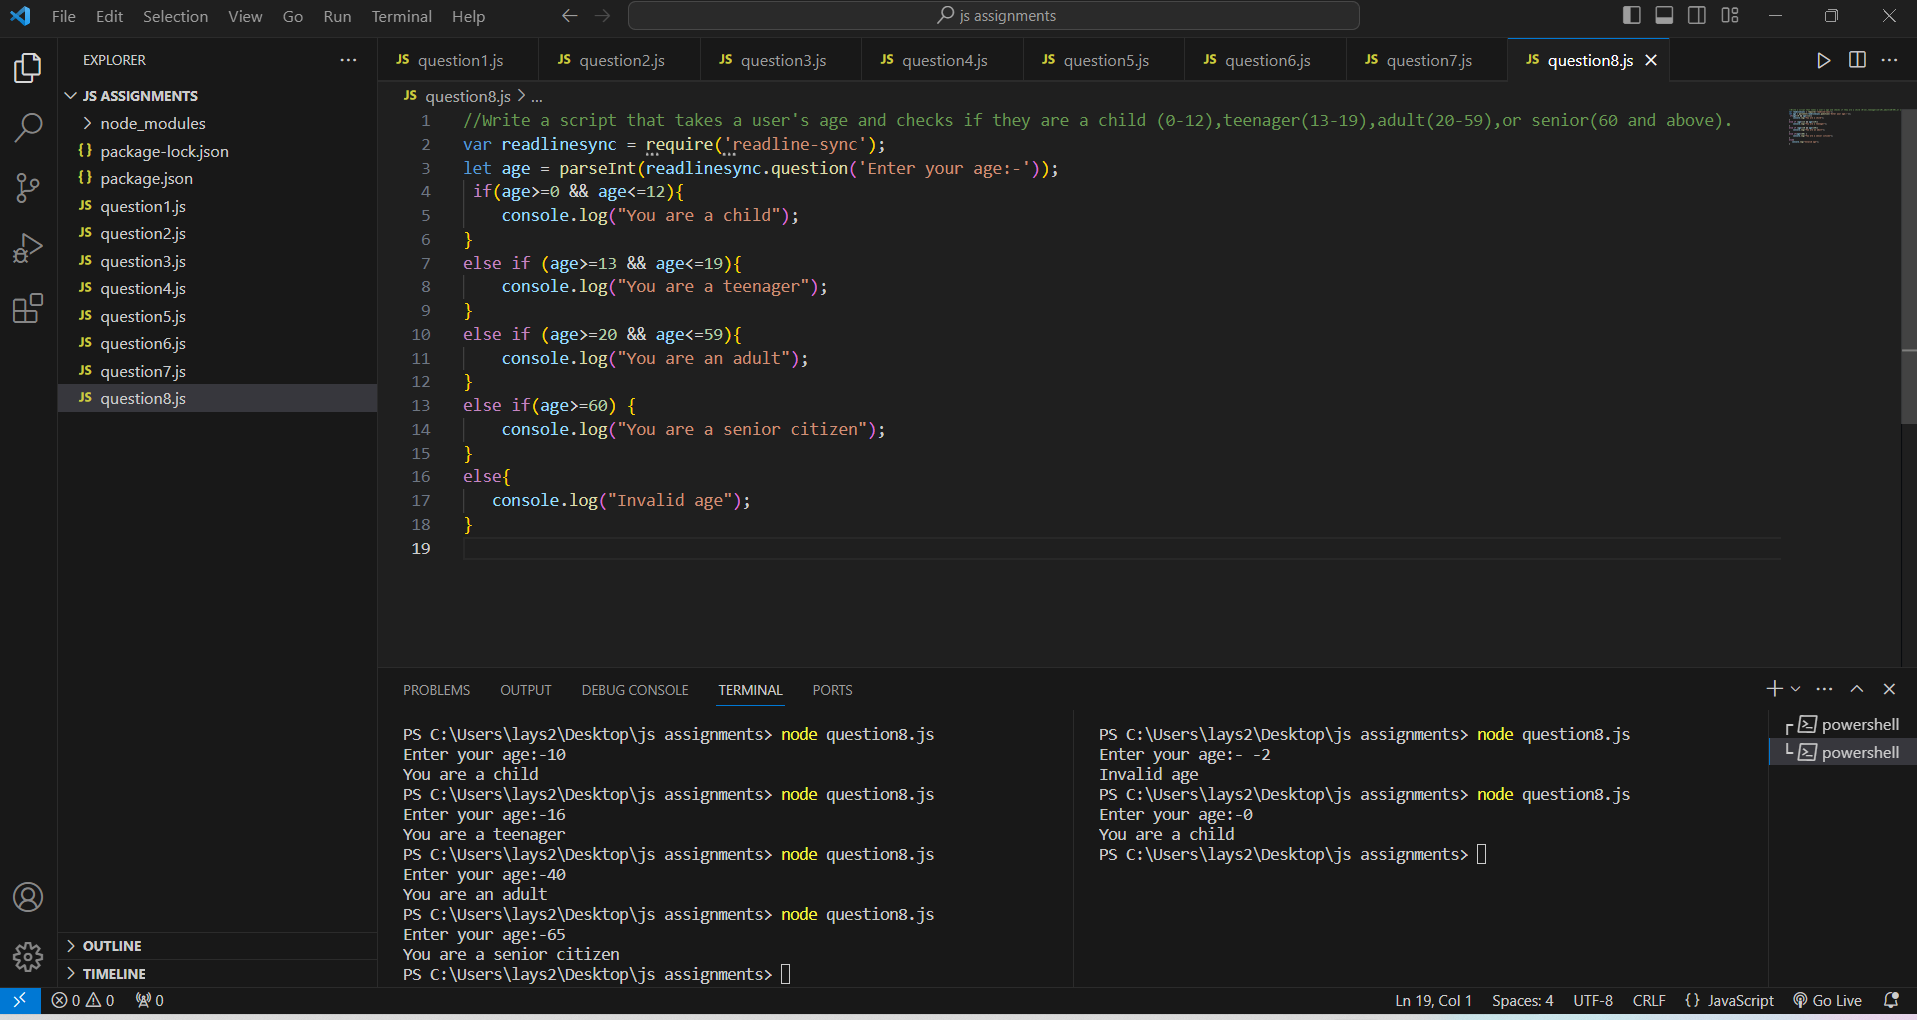 File Edit Selection View Go Run Terminal Help
js assignments
EXPLORER
JS ASSIGNMENTS
node_modules
{} package-lock.json
{} package.json
JS question1.js
JS question2.js
JS question3.js
JS question4.js
JS question5.js
JS question6.js
JS question7.js
JS question8.js
OUTLINE
TIMELINE
JS question1.js JS question2.js JS question3.js JS question4.js JS question5.js JS question6.js JS question7.js JS question8.js
JS question8.js > ...
1 //Write a script that takes a user's age and checks if they are a child (0-12),teenager(13-19),adult(20-59),or senior(60 and above).
2 var readlinesync = require('readline-sync');
3 let age = parseInt(readlinesync.question('Enter your age:-'));
4 if(age>=0 && age<=12){
5 console.log("You are a child");
6 }
7 else if (age>=13 && age<=19){
8 console.log("You are a teenager");
9 }
10 else if (age>=20 && age<=59){
11 console.log("You are an adult");
12 }
13 else if(age>=60) {
14 console.log("You are a senior citizen");
15 }
16 else{
17 console.log("Invalid age");
18 }
19
PROBLEMS OUTPUT DEBUG CONSOLE TERMINAL PORTS
PS C:\Users\lays2\Desktop\js assignments> node question8.js
Enter your age:-10
You are a child
PS C:\Users\lays2\Desktop\js assignments> node question8.js
Enter your age:-16
You are a teenager
PS C:\Users\lays2\Desktop\js assignments> node question8.js
Enter your age:-40
You are an adult
PS C:\Users\lays2\Desktop\js assignments> node question8.js
Enter your age:-65
You are a senior citizen
PS C:\Users\lays2\Desktop\js assignments>
PS C:\Users\lays2\Desktop\js assignments> node question8.js
Enter your age:- -2
Invalid age
PS C:\Users\lays2\Desktop\js assignments> node question8.js
Enter your age:-0
You are a child
PS C:\Users\lays2\Desktop\js assignments>
powershell
powershell
0 0 0 Ln 19, Col 1 Spaces: 4 UTF-8 CRLF {} JavaScript Go Live